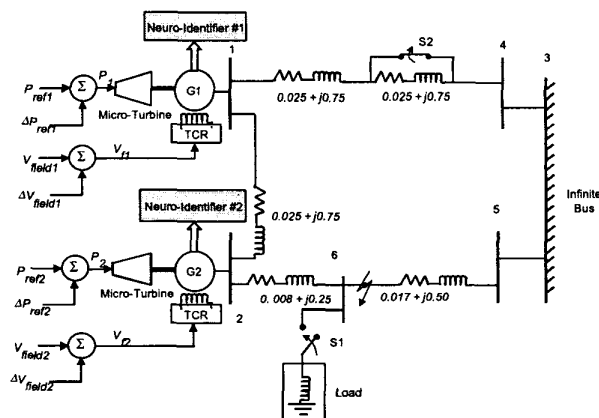 Neuro-Identifier #1
1
S2
4
3
P_ref1
Σ
P_1
G1
Micro-Turbine
ΔP_ref1
TCR
0.025 + j0.75
0.025 + j0.75
V_field1
Σ
V_f1
ΔV_field1
Neuro-Identifier #2
0.025 + j0.75
Infinite
Bus
P_ref2
Σ
P_2
G2
6
5
Micro-Turbine
ΔP_ref2
TCR
2
0.008 + j0.25
0.017 + j0.50
V_field2
Σ
V_f2
S1
ΔV_field2
Load